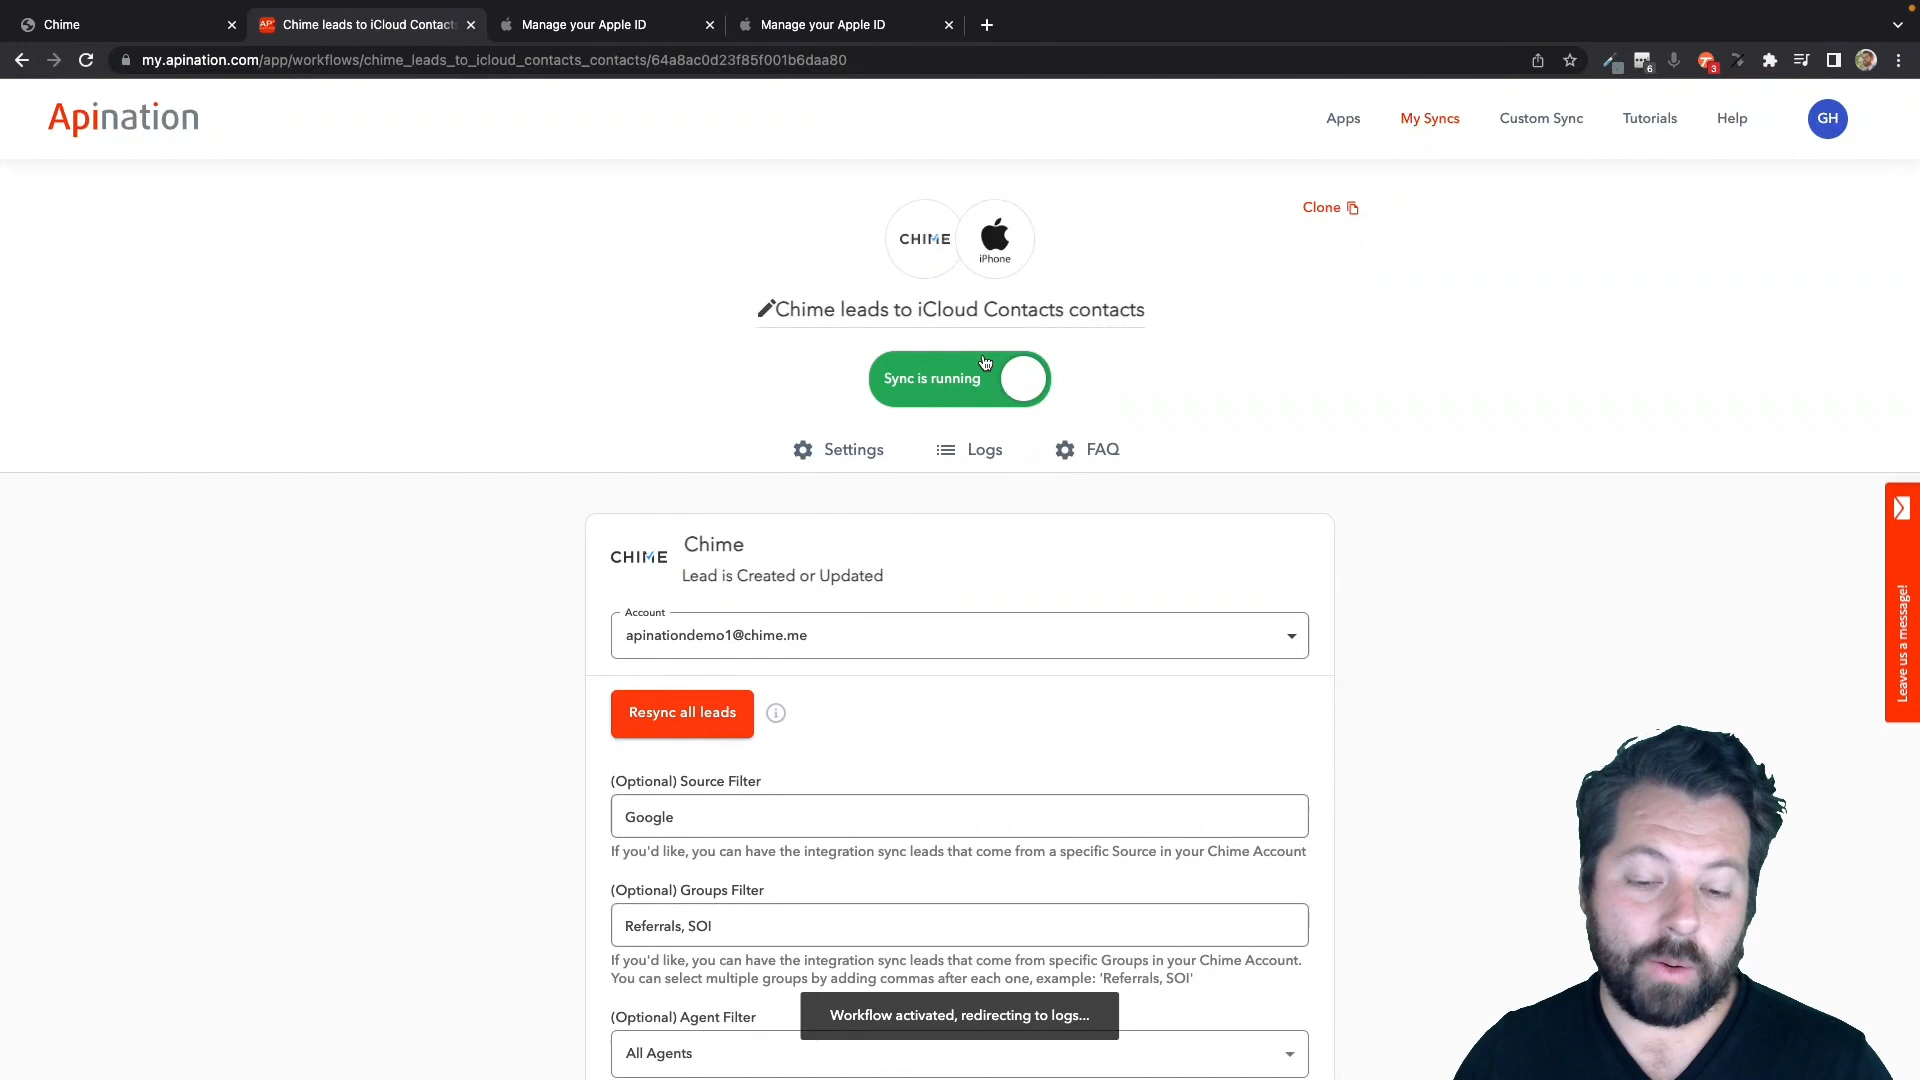 Chime
Chime leads to iCloud Contacts
Manage your Apple ID
Manage your Apple ID
my.apination.com/app/workflows/chime_leads_to_icloud_contacts_contacts/64a8ac0d23f85f001b6daa80
6
3
Apination
Apps
My Syncs
Custom Sync
Tutorials
Help
GH
Clone
CHIME
iPhone
Chime leads to iCloud Contacts contacts
Sync is running
Settings
Logs
FAQ
CHIME
Chime
Lead is Created or Updated
Account
apinationdemo1@chime.me
Resync all leads
(Optional) Source Filter
Google
If you'd like, you can have the integration sync leads that come from a specific Source in your Chime Account
(Optional) Groups Filter
Referrals, SOI
If you'd like, you can have the integration sync leads that come from specific Groups in your Chime Account.
You can select multiple groups by adding commas after each one, example: 'Referrals, SOI'
(Optional) Agent Filter
All Agents
Workflow activated, redirecting to logs...
Leave us a message!